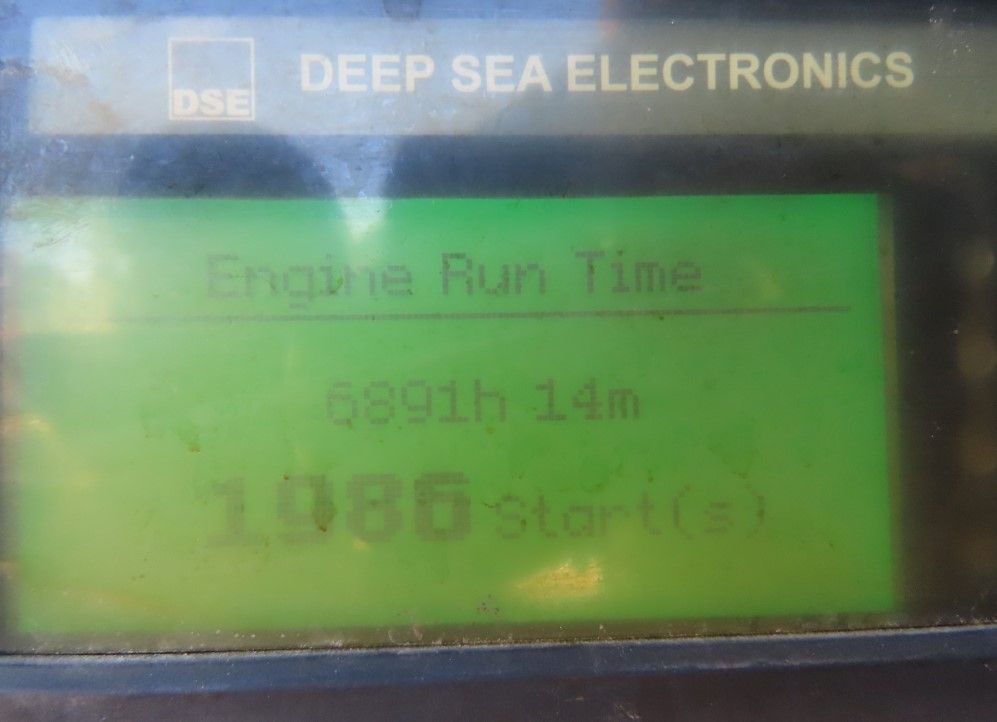 DSE DEEP SEA ELECTRONICS
Engine Run Time
6891h 14m
1986 Start(s)